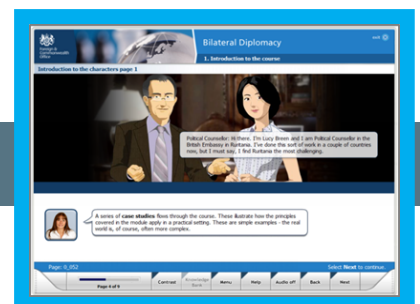 Foreign &
Commonwealth
Office
Bilateral Diplomacy
exit
1. Introduction to the course
Introduction to the characters page 1
Political Counsellor: Hi there. I'm Lucy Breen and I am Political Counsellor in the
British Embassy in Ruritania. I've done this sort of work in a couple of countries
now, but I must say, I find Ruritania the most challenging.
A series of case studies flows through the course. These illustrate how the principles
covered in the module apply in a practical setting. These are simple examples - the real
world is, of course, often more complex.
Page: 0_052
Select Next to continue.
Page 4 of 9
Contrast
Knowledge
Bank
Menu
Help
Audio off
Back
Next